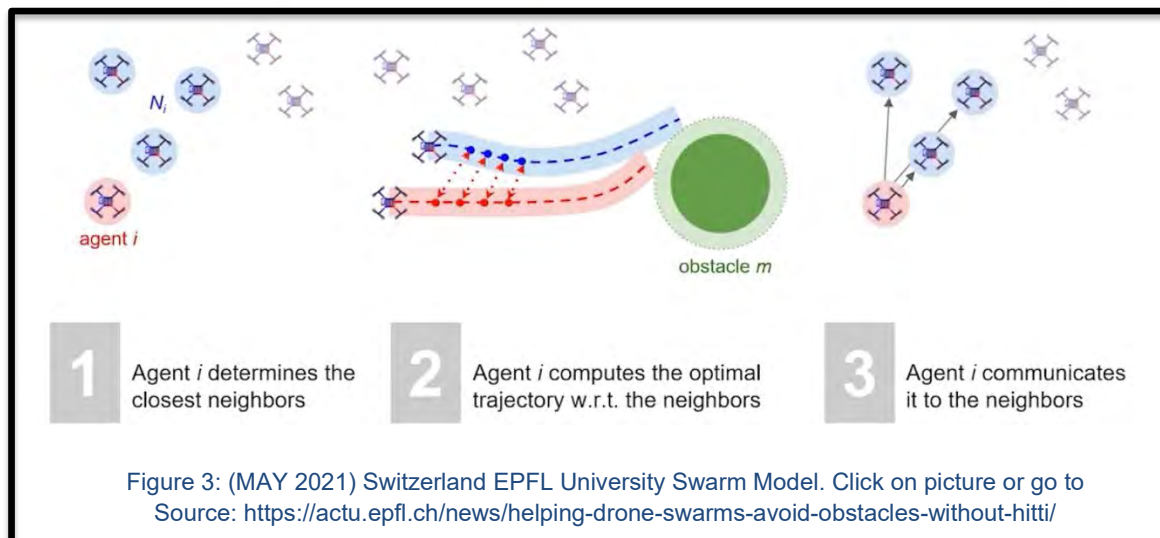 N_i
agent i
obstacle m
1
Agent i determines the
closest neighbors
2
Agent i computes the optimal
trajectory w.r.t. the neighbors
3
Agent i communicates
it to the neighbors
Figure 3: (MAY 2021) Switzerland EPFL University Swarm Model. Click on picture or go to
Source: https://actu.epfl.ch/news/helping-drone-swarms-avoid-obstacles-without-hitti/